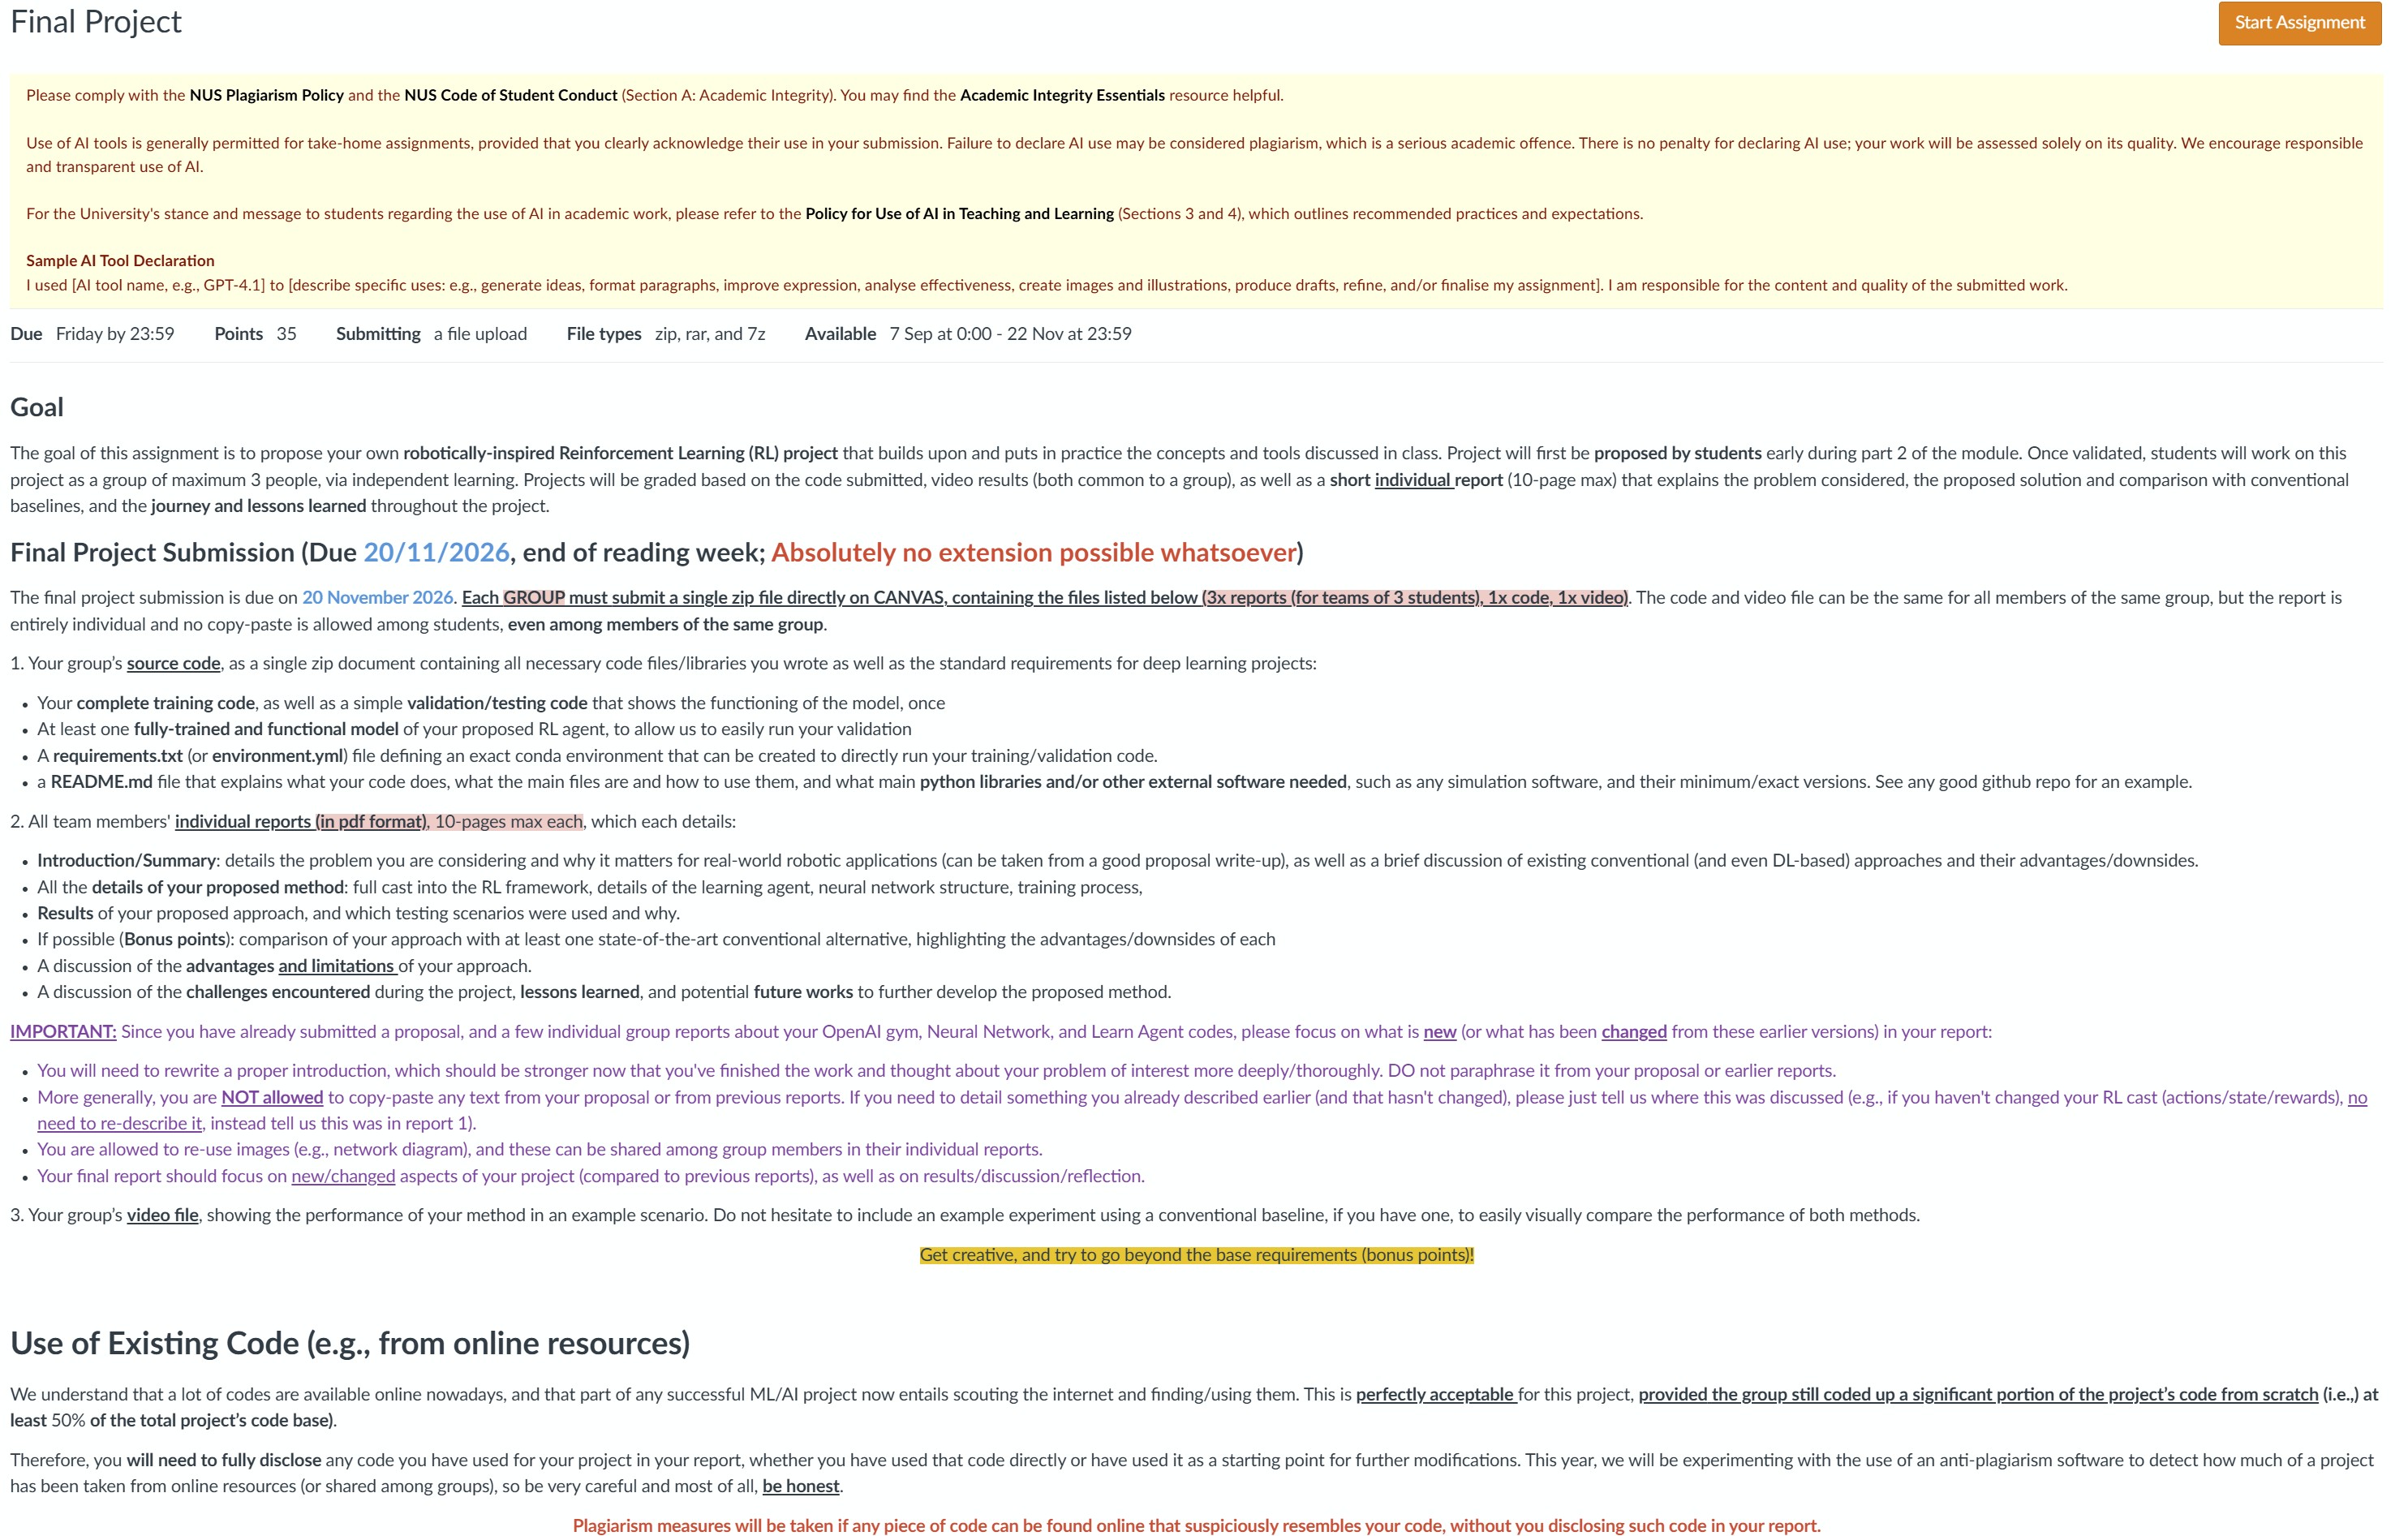 Final Project
Start Assignment
Please comply with the NUS Plagiarism Policy and the NUS Code of Student Conduct (Section A: Academic Integrity). You may find the Academic Integrity Essentials resource helpful.
Use of AI tools is generally permitted for take-home assignments, provided that you clearly acknowledge their use in your submission. Failure to declare AI use may be considered plagiarism, which is a serious academic offence. There is no penalty for declaring AI use; your work will be assessed solely on its quality. We encourage responsible
and transparent use of AI.
For the University's stance and message to students regarding the use of AI in academic work, please refer to the Policy for Use of AI in Teaching and Learning (Sections 3 and 4), which outlines recommended practices and expectations.
Sample AI Tool Declaration
I used [AI tool name, e.g., GPT-4.1] to [describe specific uses: e.g., generate ideas, format paragraphs, improve expression, analyse effectiveness, create images and illustrations, produce drafts, refine, and/or finalise my assignment]. I am responsible for the content and quality of the submitted work.
Due Friday by 23:59 Points 35 Submitting a file upload File types zip, rar, and 7z Available 7 Sep at 0:00 - 22 Nov at 23:59
Goal
The goal of this assignment is to propose your own robotically-inspired Reinforcement Learning (RL) project that builds upon and puts in practice the concepts and tools discussed in class. Project will first be proposed by students early during part 2 of the module. Once validated, students will work on this
project as a group of maximum 3 people, via independent learning. Projects will be graded based on the code submitted, video results (both common to a group), as well as a short individual report (10-page max) that explains the problem considered, the proposed solution and comparison with conventional
baselines, and the journey and lessons learned throughout the project.
Final Project Submission (Due 20/11/2026, end of reading week; Absolutely no extension possible whatsoever)
The final project submission is due on 20 November 2026. Each GROUP must submit a single zip file directly on CANVAS, containing the files listed below (3x reports (for teams of 3 students), 1x code, 1x video). The code and video file can be the same for all members of the same group, but the report is
entirely individual and no copy-paste is allowed among students, even among members of the same group.
1. Your group's source code, as a single zip document containing all necessary code files/libraries you wrote as well as the standard requirements for deep learning projects:
• Your complete training code, as well as a simple validation/testing code that shows the functioning of the model, once
• At least one fully-trained and functional model of your proposed RL agent, to allow us to easily run your validation
• A requirements.txt (or environment.yml) file defining an exact conda environment that can be created to directly run your training/validation code.
• a README.md file that explains what your code does, what the main files are and how to use them, and what main python libraries and/or other external software needed, such as any simulation software, and their minimum/exact versions. See any good github repo for an example.
2. All team members' individual reports (in pdf format), 10-pages max each, which each details:
• Introduction/Summary: details the problem you are considering and why it matters for real-world robotic applications (can be taken from a good proposal write-up), as well as a brief discussion of existing conventional (and even DL-based) approaches and their advantages/downsides.
• All the details of your proposed method: full cast into the RL framework, details of the learning agent, neural network structure, training process,
• Results of your proposed approach, and which testing scenarios were used and why.
• If possible (Bonus points): comparison of your approach with at least one state-of-the-art conventional alternative, highlighting the advantages/downsides of each
• A discussion of the advantages and limitations of your approach.
• A discussion of the challenges encountered during the project, lessons learned, and potential future works to further develop the proposed method.
IMPORTANT: Since you have already submitted a proposal, and a few individual group reports about your OpenAI gym, Neural Network, and Learn Agent codes, please focus on what is new (or what has been changed from these earlier versions) in your report:
• You will need to rewrite a proper introduction, which should be stronger now that you've finished the work and thought about your problem of interest more deeply/thoroughly. DO not paraphrase it from your proposal or earlier reports.
• More generally, you are NOT allowed to copy-paste any text from your proposal or from previous reports. If you need to detail something you already described earlier (and that hasn't changed), please just tell us where this was discussed (e.g., if you haven't changed your RL cast (actions/state/rewards), no
need to re-describe it, instead tell us this was in report 1).
• You are allowed to re-use images (e.g., network diagram), and these can be shared among group members in their individual reports.
• Your final report should focus on new/changed aspects of your project (compared to previous reports), as well as on results/discussion/reflection.
3. Your group's video file, showing the performance of your method in an example scenario. Do not hesitate to include an example experiment using a conventional baseline, if you have one, to easily visually compare the performance of both methods.
Get creative, and try to go beyond the base requirements (bonus points)!
Use of Existing Code (e.g., from online resources)
We understand that a lot of codes are available online nowadays, and that part of any successful ML/AI project now entails scouting the internet and finding/using them. This is perfectly acceptable for this project, provided the group still coded up a significant portion of the project's code from scratch (i.e.,) at
least 50% of the total project's code base).
Therefore, you will need to fully disclose any code you have used for your project in your report, whether you have used that code directly or have used it as a starting point for further modifications. This year, we will be experimenting with the use of an anti-plagiarism software to detect how much of a project
has been taken from online resources (or shared among groups), so be very careful and most of all, be honest.
Plagiarism measures will be taken if any piece of code can be found online that suspiciously resembles your code, without you disclosing such code in your report.